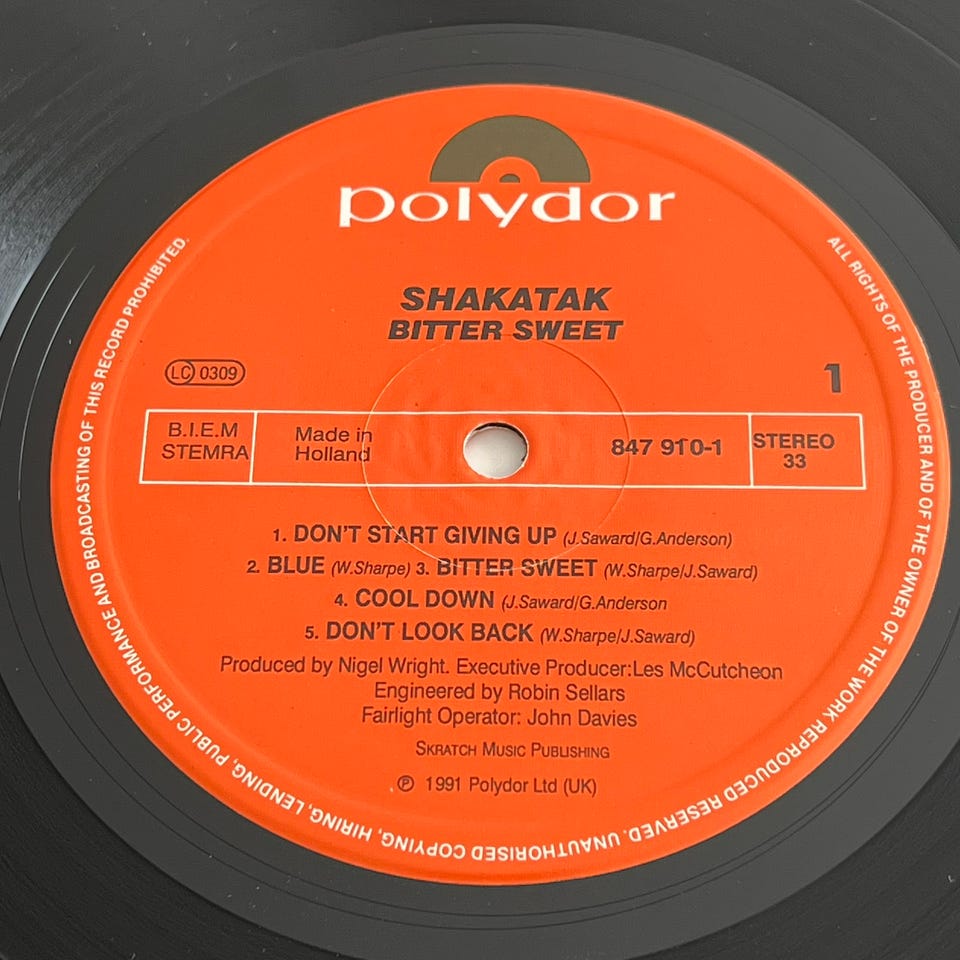 polydor
SHAKATAK
BITTER SWEET
LC 0309
1
B.I.E.M
STEMRA
Made in
Holland
847 910-1
STEREO
33
1. DON'T START GIVING UP (J.Saward/G.Anderson)
2. BLUE (W.Sharpe) 3. BITTER SWEET (W.Sharpe/J.Saward)
4. COOL DOWN (J.Saward/G.Anderson
5. DON'T LOOK BACK (W.Sharpe/J.Saward)
Produced by Nigel Wright. Executive Producer:Les McCutcheon
Engineered by Robin Sellars
Fairlight Operator: John Davies
SKRATCH MUSIC PUBLISHING
℗ 1991 Polydor Ltd (UK)
ALL RIGHTS OF THE PRODUCER AND OF THE OWNER OF THE WORK REPRODUCED RESERVED. UNAUTHORISED COPYING, HIRING, LENDING, PUBLIC PERFORMANCE AND BROADCASTING OF THIS RECORD PROHIBITED.